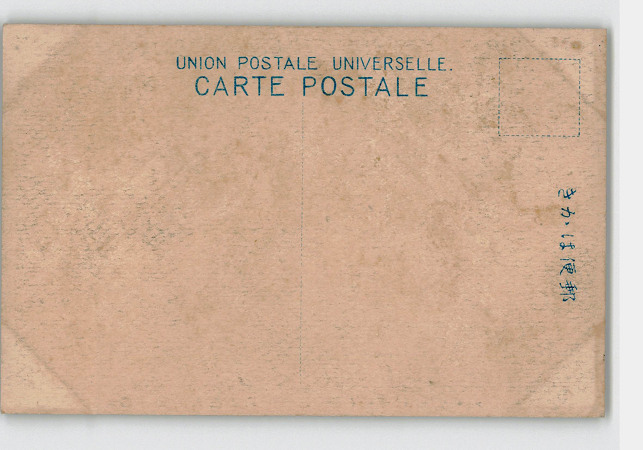 UNION POSTALE UNIVERSELLE.
CARTE POSTALE
きかは便郵